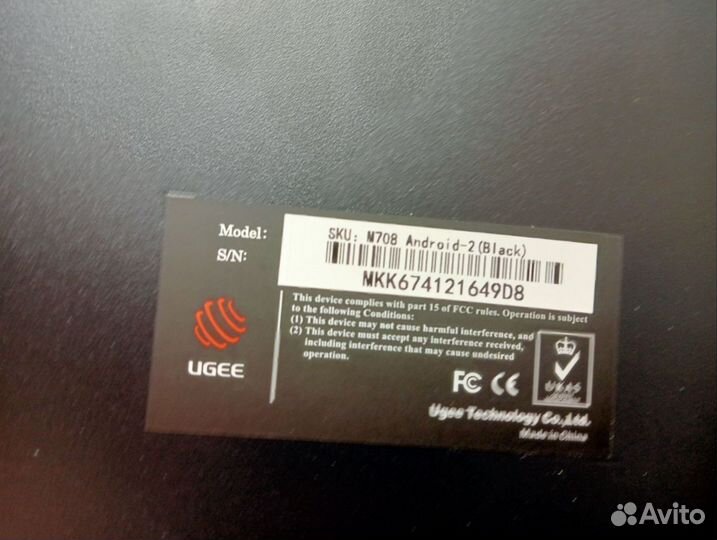 Model:
SKU: M708 Android-2(Black)
S/N:
MKK674121649D8
This device complies with part 15 of FCC rules. Operation is subject
to the following Conditions:
(1) This device may not cause harmful interference, and
(2) This device must accept any interference received,
including interference that may cause undesired
operation.
UGEE
FC CE
UKAS
Ugee Technology Co.,Ltd.
Made in China
Avito